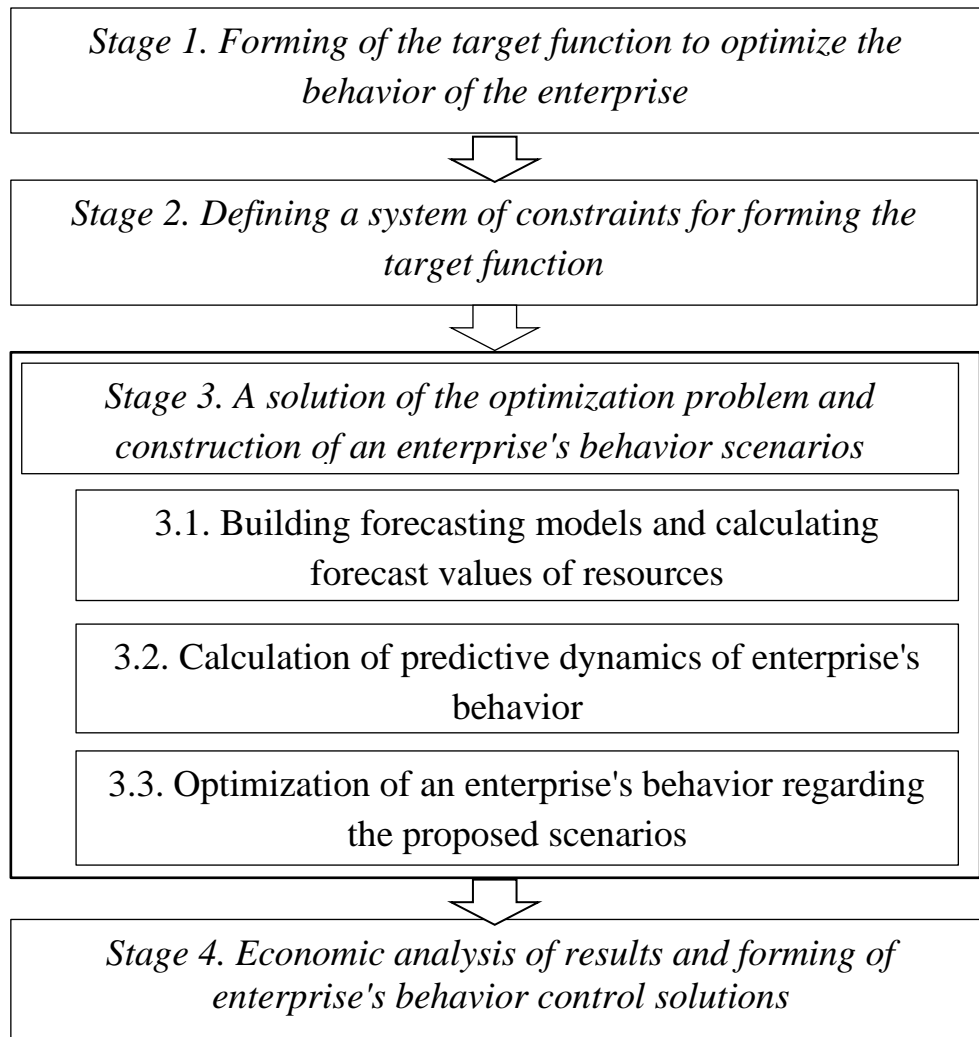 Stage 1. Forming of the target function to optimize the
behavior of the enterprise
Stage 2. Defining a system of constraints for forming the
target function
Stage 3. A solution of the optimization problem and
construction of an enterprise's behavior scenarios
3.1. Building forecasting models and calculating
forecast values of resources
3.2. Calculation of predictive dynamics of enterprise's
behavior
3.3. Optimization of an enterprise's behavior regarding
the proposed scenarios
Stage 4. Economic analysis of results and forming of
enterprise's behavior control solutions